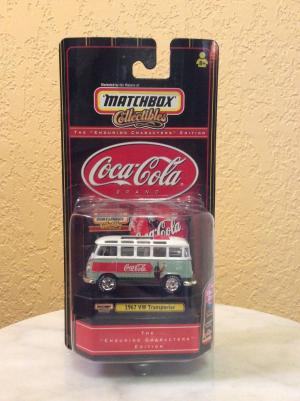 MATCHBOX
Collectibles
THE "ENDURING CHARACTERS" EDITION
Coca-Cola
BRAND
Coca-Cola
Coca-Cola
1967 VW Transporter
THE
"ENDURING CHARACTERS"
EDITION